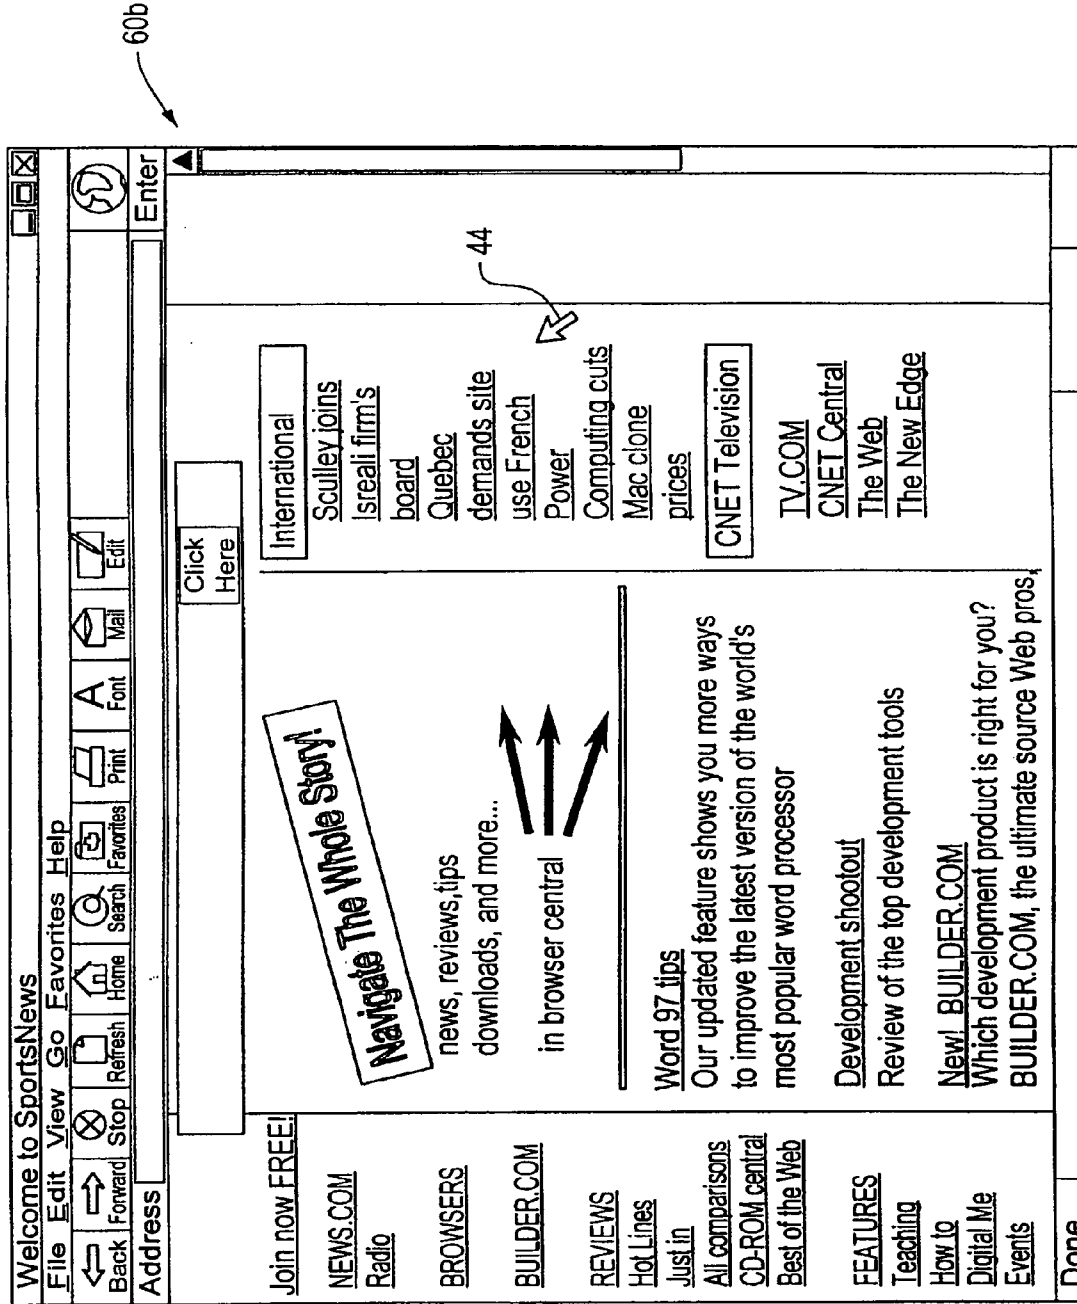 60b
Welcome to SportsNews
File Edit View Go Favorites Help
Back Forward Stop Refresh Home Search Favorites Print Font Mail Edit
Address
Enter
Click
Here
Join now FREE!
NEWS.COM
Radio
BROWSERS
BUILDER.COM
REVIEWS
Hot Lines
Just in
All comparisons
CD-ROM central
Best of the Web
FEATURES
Teaching
How to
Digital Me
Events
Navigate The Whole Story!
news, reviews,tips
downloads, and more...
in browser central
Word 97 tips
Our updated feature shows you more ways
to improve the latest version of the world's
most popular word processor
Development shootout
Review of the top development tools
New! BUILDER.COM
Which development product is right for you?
BUILDER.COM, the ultimate source Web pros,
International
Sculley joins
Isreali firm's
board
Quebec
demands site
use French
Power
Computing cuts
Mac clone
prices
44
CNET Television
TV.COM
CNET Central
The Web
The New Edge
Done